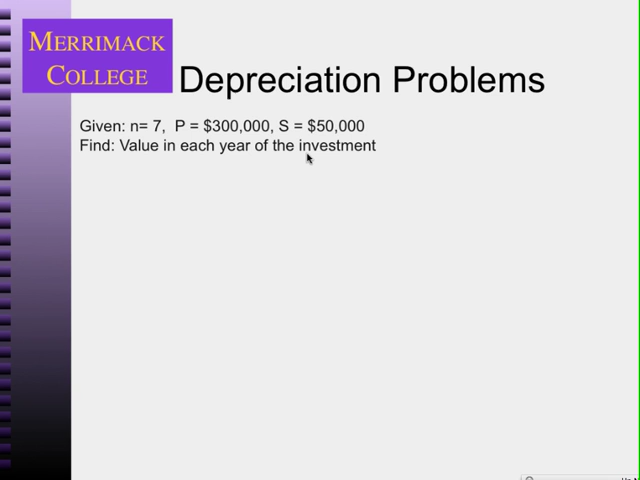 MERRIMACK
COLLEGE
Depreciation Problems
Given: n= 7, P = $300,000, S = $50,000
Find: Value in each year of the investment